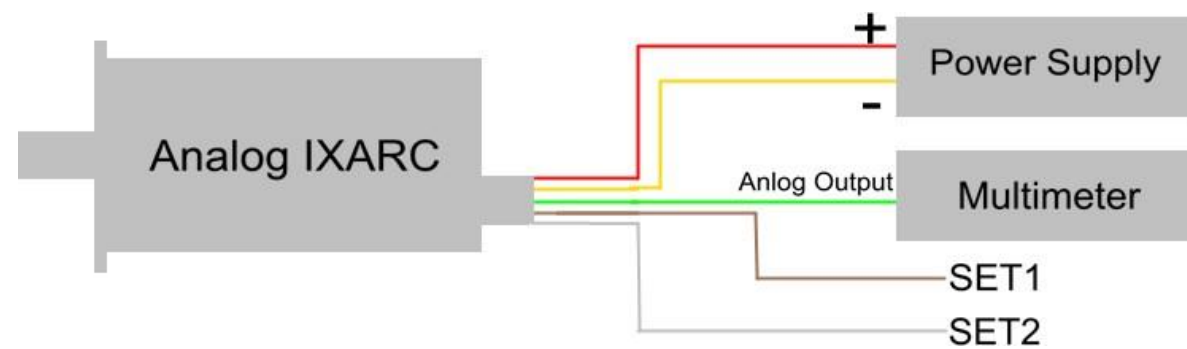 Analog IXARC
+
Power Supply
-
Anlog Output
Multimeter
SET1
SET2